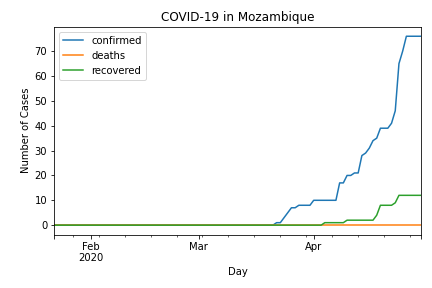 COVID-19 in Mozambique
confirmed
deaths
recovered
Number of Cases
70
60
50
40
30
20
10
0
Feb
2020
Mar
Apr
Day